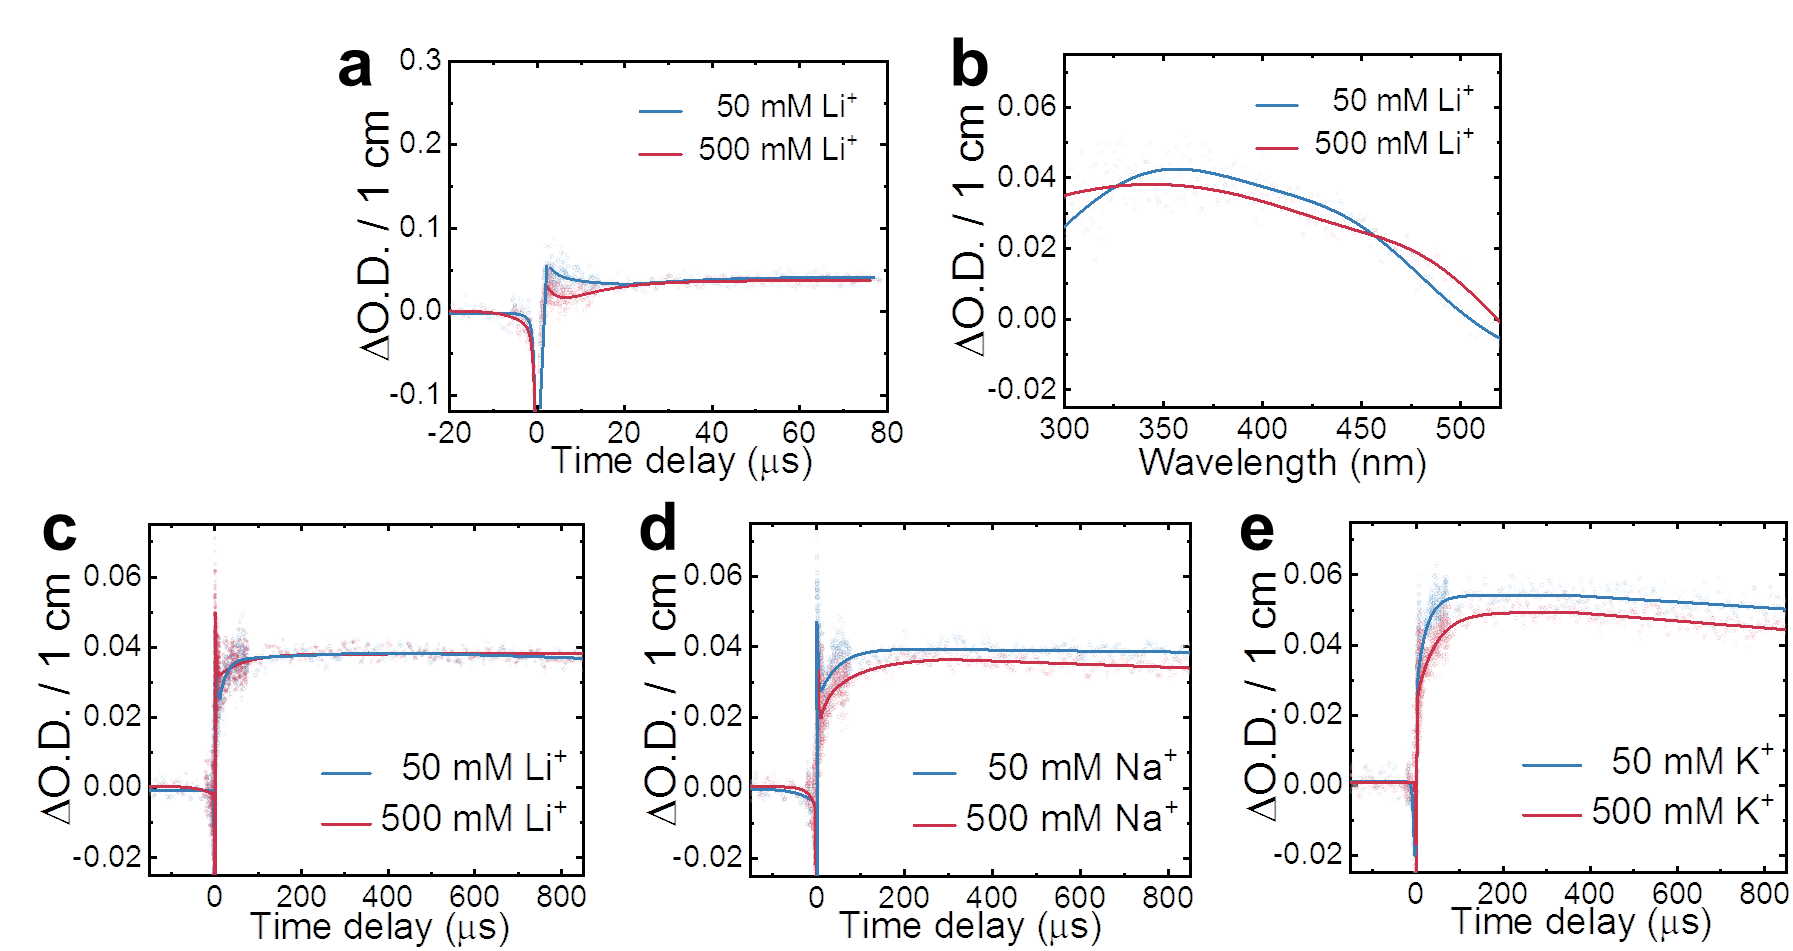 a
0.3
0.2
0.1
0.0
-0.1
ΔO.D. / 1 cm
50 mM Li⁺
500 mM Li⁺
-20 0 20 40 60 80
Time delay (μs)
b
0.06
0.04
0.02
0.00
-0.02
ΔO.D. / 1 cm
50 mM Li⁺
500 mM Li⁺
300 350 400 450 500
Wavelength (nm)
c
0.06
0.04
0.02
0.00
-0.02
ΔO.D. / 1 cm
50 mM Li⁺
500 mM Li⁺
0 200 400 600 800
Time delay (μs)
d
0.06
0.04
0.02
0.00
-0.02
ΔO.D. / 1 cm
50 mM Na⁺
500 mM Na⁺
0 200 400 600 800
Time delay (μs)
e
0.06
0.04
0.02
0.00
-0.02
ΔO.D. / 1 cm
50 mM K⁺
500 mM K⁺
0 200 400 600 800
Time delay (μs)